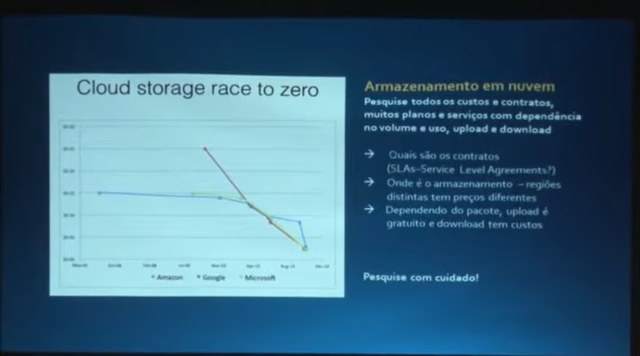 Cloud storage race to zero
Amazon Google Microsoft
Armazenamento em nuvem
Pesquise todos os custos e contratos,
muitos planos e serviços com dependência
no volume e uso, upload e download
→ Quais são os contratos
(SLAs–Service Level Agreements?)
→ Onde é o armazenamento – regiões
distintas tem preços diferentes
→ Dependendo do pacote, upload é
gratuito e download tem custos
Pesquise com cuidado!